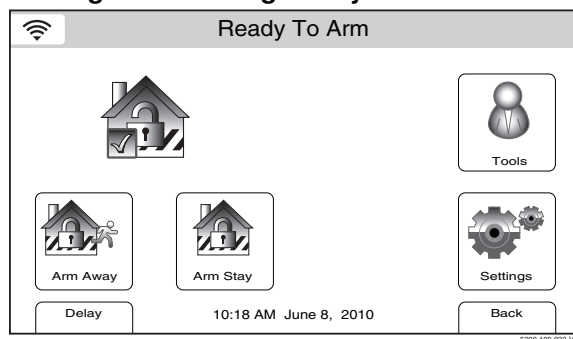 Ready To Arm
Tools
Arm Away
Arm Stay
Settings
Delay
10:18 AM June 8, 2010
Back